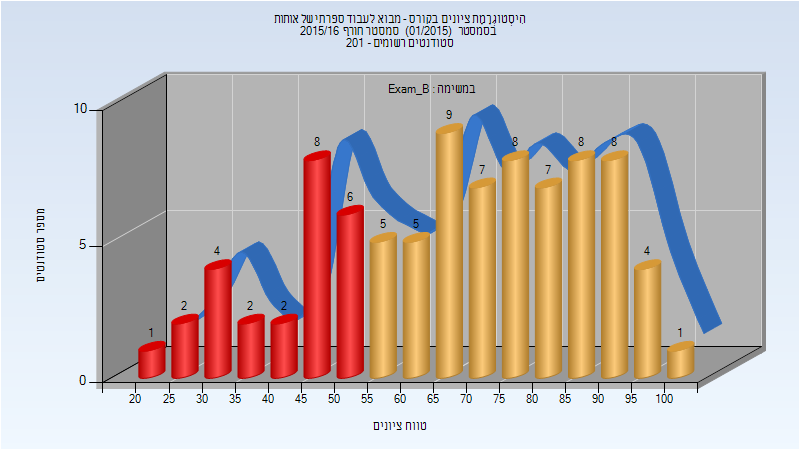 היסטוגרמת ציונים בקורס - מבוא לעבוד ספרתי של אותות
בסמסטר (01/2015) סמסטר חורף 2015/16
סטודנטים רשומים - 201
במשימה : Exam_B
10
5
0
מספר סטודנטים
1 2 4 2 2 8 6 5 5 9 7 8 7 8 8 4 1
20 25 30 35 40 45 50 55 60 65 70 75 80 85 90 95 100
טווח ציונים